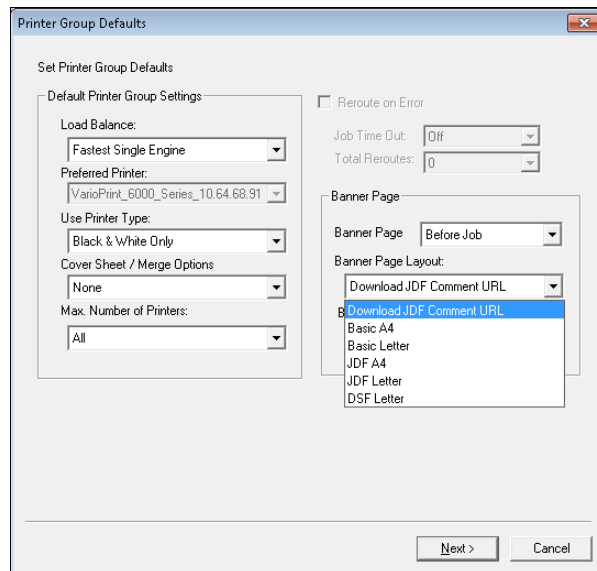 Printer Group Defaults
Set Printer Group Defaults
Default Printer Group Settings
Load Balance:
Fastest Single Engine
Preferred Printer:
VarioPrint_6000_Series_10.64.68.91
Use Printer Type:
Black & White Only
Cover Sheet / Merge Options
None
Max. Number of Printers:
All
Reroute on Error
Job Time Out: Off
Total Reroutes: 0
Banner Page
Banner Page Before Job
Banner Page Layout:
Download JDF Comment URL
Download JDF Comment URL
Basic A4
Basic Letter
JDF A4
JDF Letter
DSF Letter
Next > Cancel